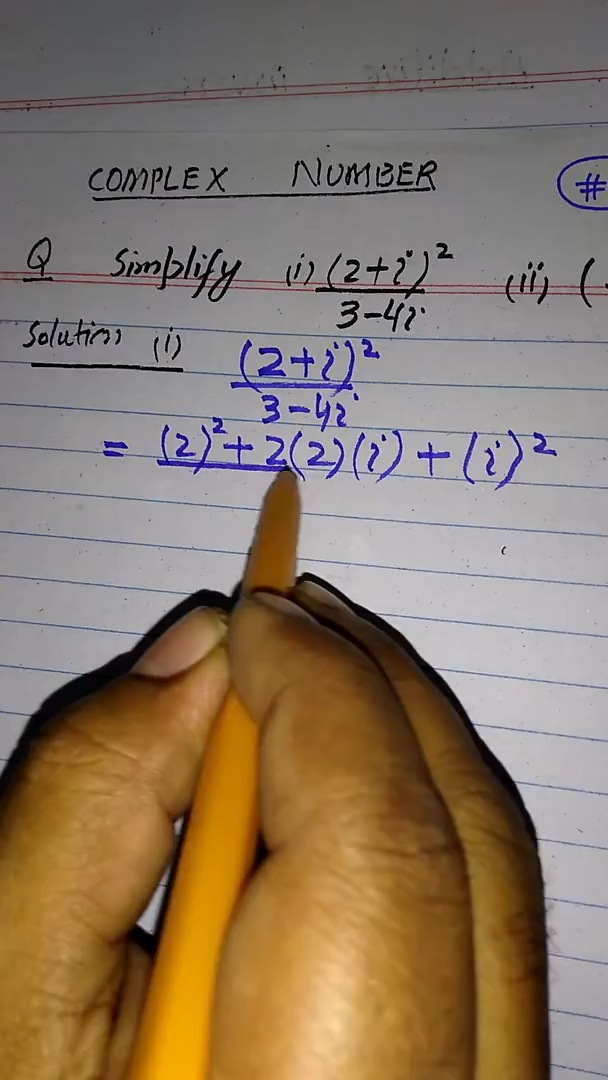 COMPLEX NUMBER #
Q Simplify (i) (2+i)²/3-4i (ii) (
Solution: (i) (2+i)²/3-4i
= (2)² + 2(2)(i) + (i)²